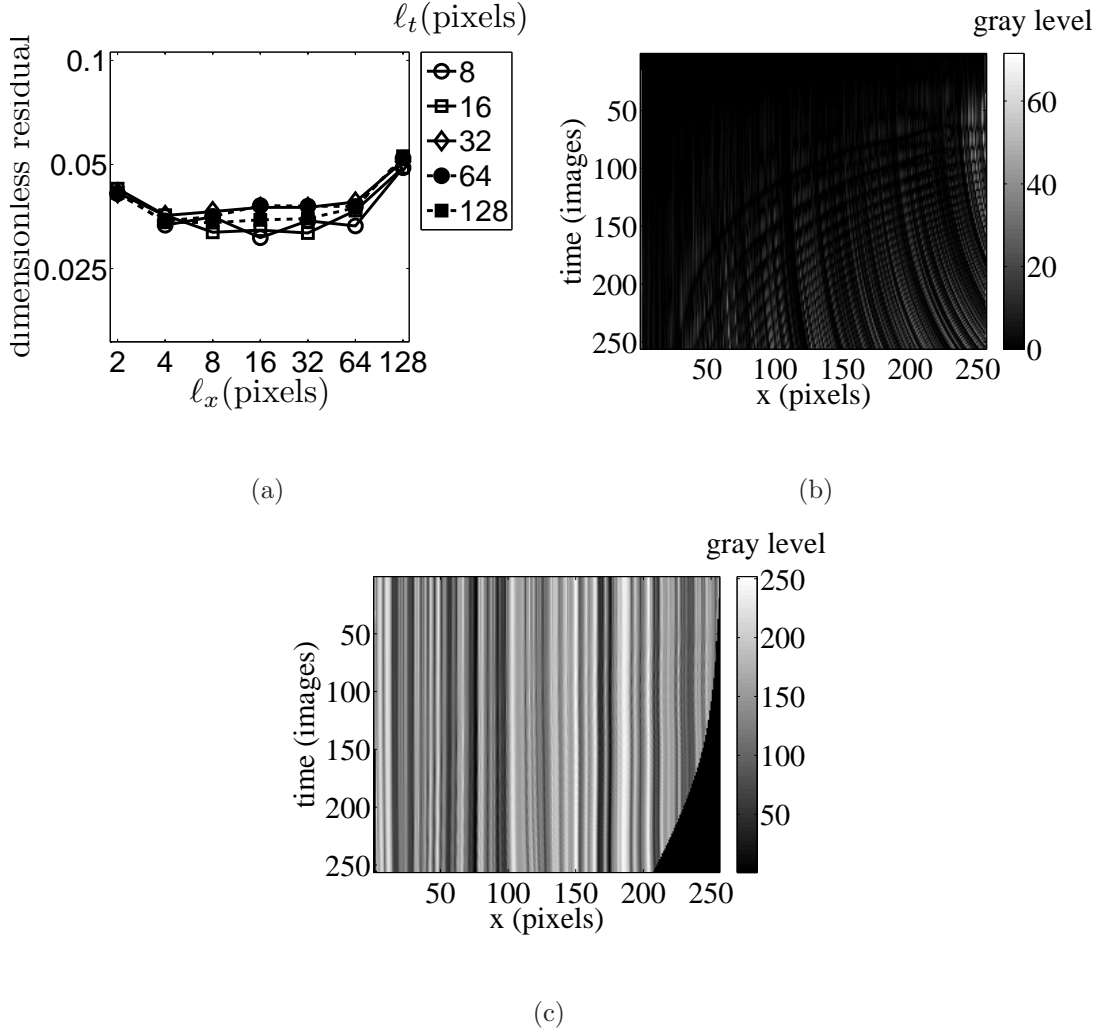 ℓt(pixels)
dimensionless residual
0.1
0.05
0.025
2 4 8 16 32 64 128
ℓx(pixels)
8
16
32
64
128
(a)
gray level
time (images)
50
100
150
200
250
50 100 150 200 250
x (pixels)
60
40
20
0
(b)
gray level
time (images)
50
100
150
200
250
50 100 150 200 250
x (pixels)
250
200
150
100
50
(c)